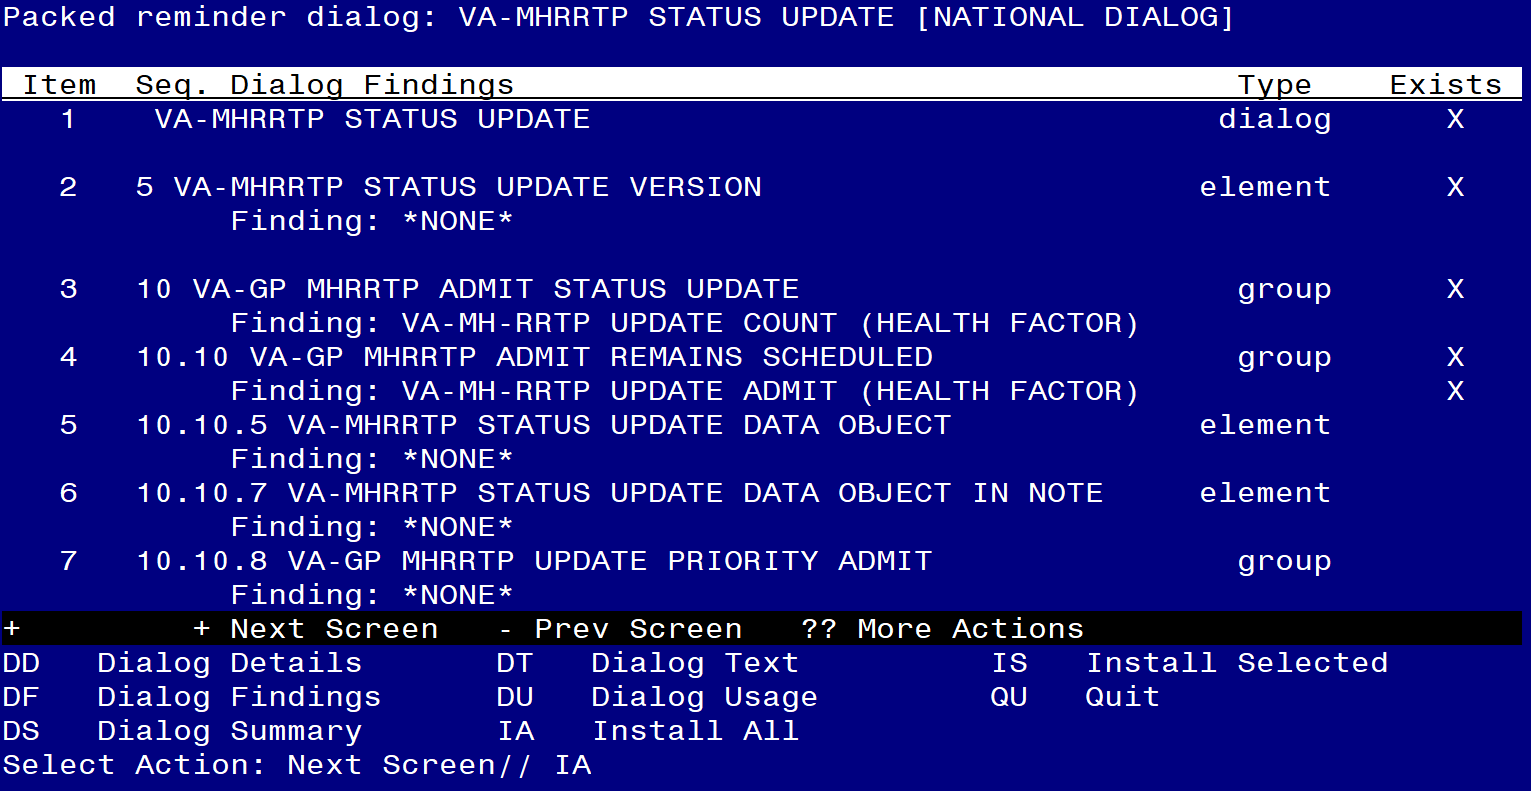 Packed reminder dialog: VA-MHRRTP STATUS UPDATE [NATIONAL DIALOG]
Item Seq. Dialog Findings Type Exists
1 VA-MHRRTP STATUS UPDATE dialog X
2 5 VA-MHRRTP STATUS UPDATE VERSION element X
Finding: *NONE*
3 10 VA-GP MHRRTP ADMIT STATUS UPDATE group X
Finding: VA-MH-RRTP UPDATE COUNT (HEALTH FACTOR)
4 10.10 VA-GP MHRRTP ADMIT REMAINS SCHEDULED group X
Finding: VA-MH-RRTP UPDATE ADMIT (HEALTH FACTOR) X
5 10.10.5 VA-MHRRTP STATUS UPDATE DATA OBJECT element
Finding: *NONE*
6 10.10.7 VA-MHRRTP STATUS UPDATE DATA OBJECT IN NOTE element
Finding: *NONE*
7 10.10.8 VA-GP MHRRTP UPDATE PRIORITY ADMIT group
Finding: *NONE*
+ + Next Screen - Prev Screen ?? More Actions
DD Dialog Details DT Dialog Text IS Install Selected
DF Dialog Findings DU Dialog Usage QU Quit
DS Dialog Summary IA Install All
Select Action: Next Screen// IA